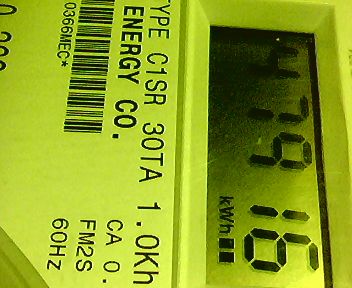 47916
kWh
TYPE C1SR 30TA 1.0Kh
ENERGY CO.
CA 0.
FM2S
60Hz
0366MEC*